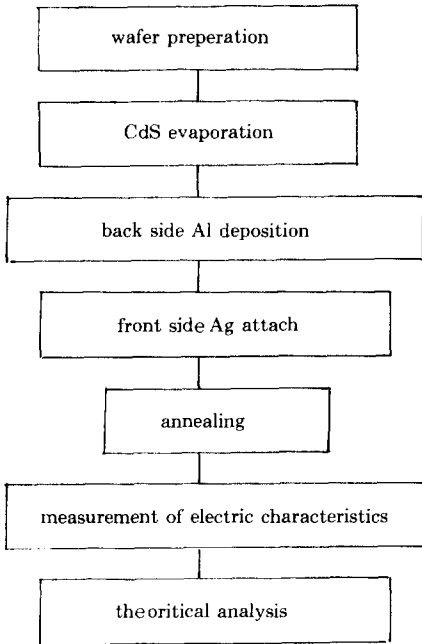 wafer preperation
CdS evaporation
back side Al deposition
front side Ag attach
annealing
measurement of electric characteristics
theoritical analysis